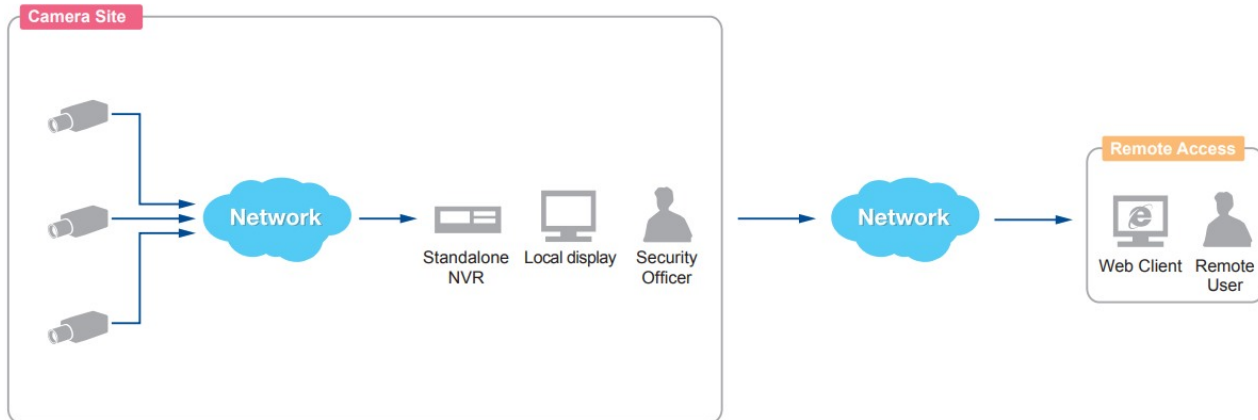 Camera Site
Network
Standalone
NVR
Local display
Security
Officer
Network
Remote Access
Web Client
Remote
User